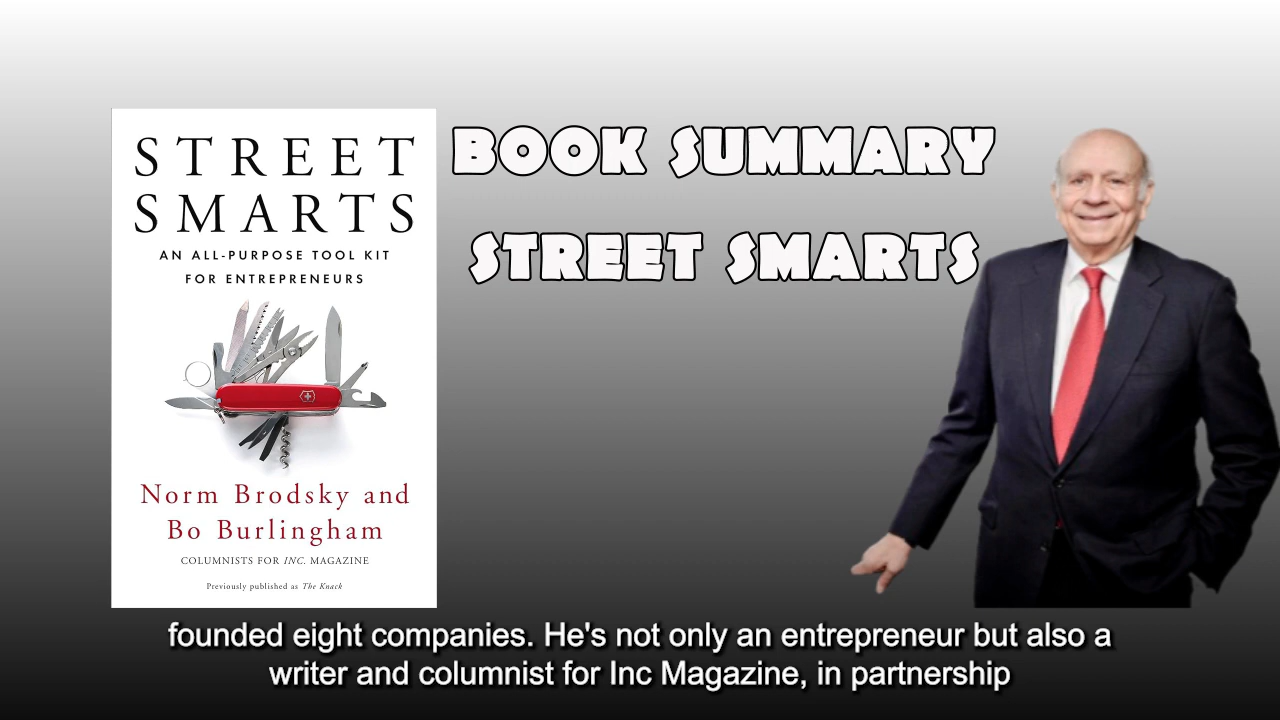 STREET
SMARTS
AN ALL-PURPOSE TOOL KIT
FOR ENTREPRENEURS
Norm Brodsky and
Bo Burlingham
COLUMNISTS FOR INC. MAGAZINE
Previously published as The Knack
BOOK SUMMARY
STREET SMARTS
founded eight companies. He's not only an entrepreneur but also a
writer and columnist for Inc Magazine, in partnership